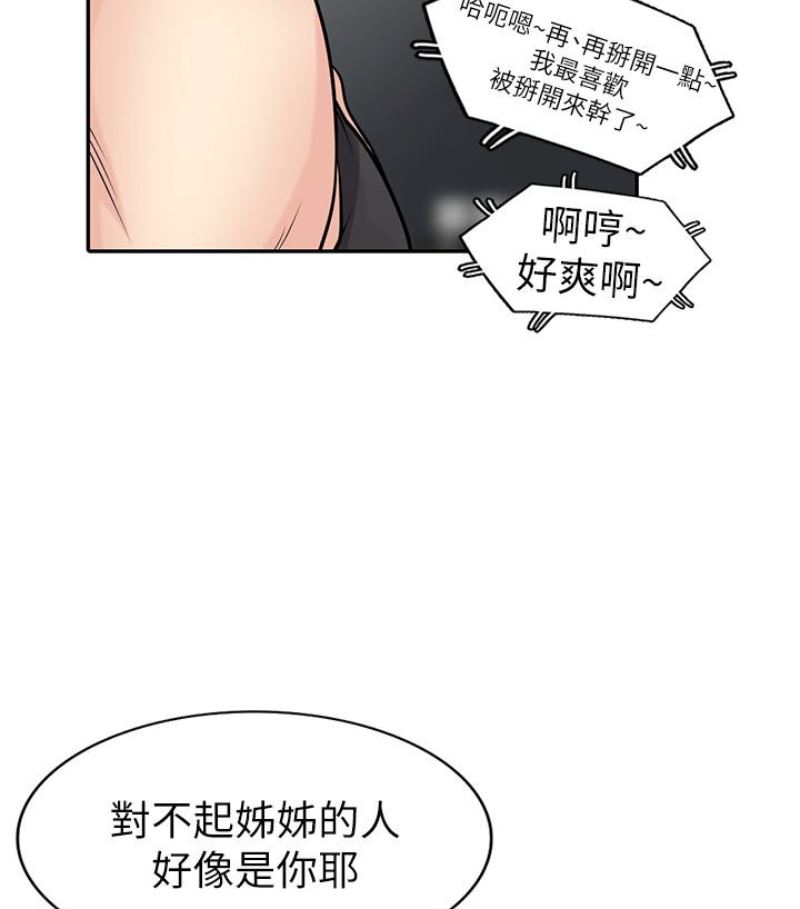 哈呃嗯~再、再掰開一點~
我最喜歡
被掰開來幹了~
啊哼~
好爽啊~
對不起姊姊的人
好像是你耶